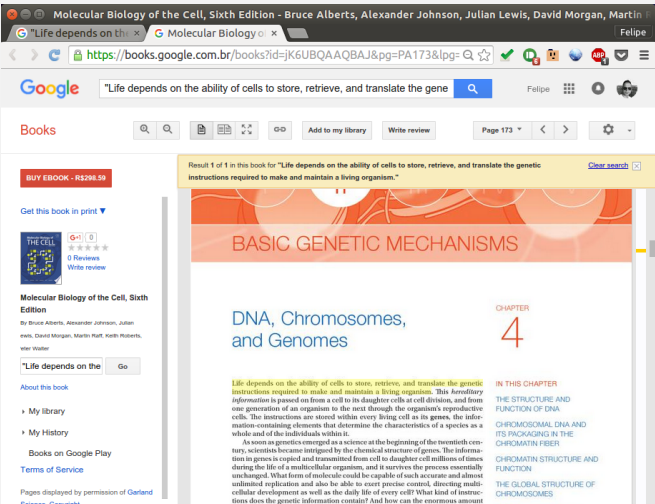 Molecular Biology of the Cell, Sixth Edition - Bruce Alberts, Alexander Johnson, Julian Lewis, David Morgan, Martin
"Life depends on the
Molecular Biology o
Felipe
https://books.google.com.br/books?id=jK6UBQAAQBAJ&pg=PA173&lpg=
ABP
Google
"Life depends on the ability of cells to store, retrieve, and translate the gene
Felipe
Books
Add to my library
Write review
Page 173
Result 1 of 1 in this book for "Life depends on the ability of cells to store, retrieve, and translate the genetic
instructions required to make and maintain a living organism."
Clear search
BUY EBOOK - R$298.59
Get this book in print ▼
THE CELL
G+1 0
0 Reviews
Write review
Molecular Biology of the Cell, Sixth
Edition
By Bruce Alberts, Alexander Johnson, Julian
ewis, David Morgan, Martin Raff, Keith Roberts,
eter Walter
"Life depends on the
Go
About this book
My library
My History
Books on Google Play
Terms of Service
Pages displayed by permission of Garland
Science. Copyright
BASIC GENETIC MECHANISMS
DNA, Chromosomes,
and Genomes
CHAPTER
4
Life depends on the ability of cells to store, retrieve, and translate the genetic
instructions required to make and maintain a living organism. This hereditary
information is passed on from a cell to its daughter cells at cell division, and from
one generation of an organism to the next through the organism's reproductive
cells. The instructions are stored within every living cell as its genes, the infor-
mation-containing elements that determine the characteristics of a species as a
whole and of the individuals within it.
As soon as genetics emerged as a science at the beginning of the twentieth cen-
tury, scientists became intrigued by the chemical structure of genes. The informa-
tion in genes is copied and transmitted from cell to daughter cell millions of times
during the life of a multicellular organism, and it survives the process essentially
unchanged. What form of molecule could be capable of such accurate and almost
unlimited replication and also be able to exert precise control, directing multi-
cellular development as well as the daily life of every cell? What kind of instruc-
tions does the genetic information contain? And how can the enormous amount
IN THIS CHAPTER
THE STRUCTURE AND
FUNCTION OF DNA
CHROMOSOMAL DNA AND
ITS PACKAGING IN THE
CHROMATIN FIBER
CHROMATIN STRUCTURE AND
FUNCTION
THE GLOBAL STRUCTURE OF
CHROMOSOMES